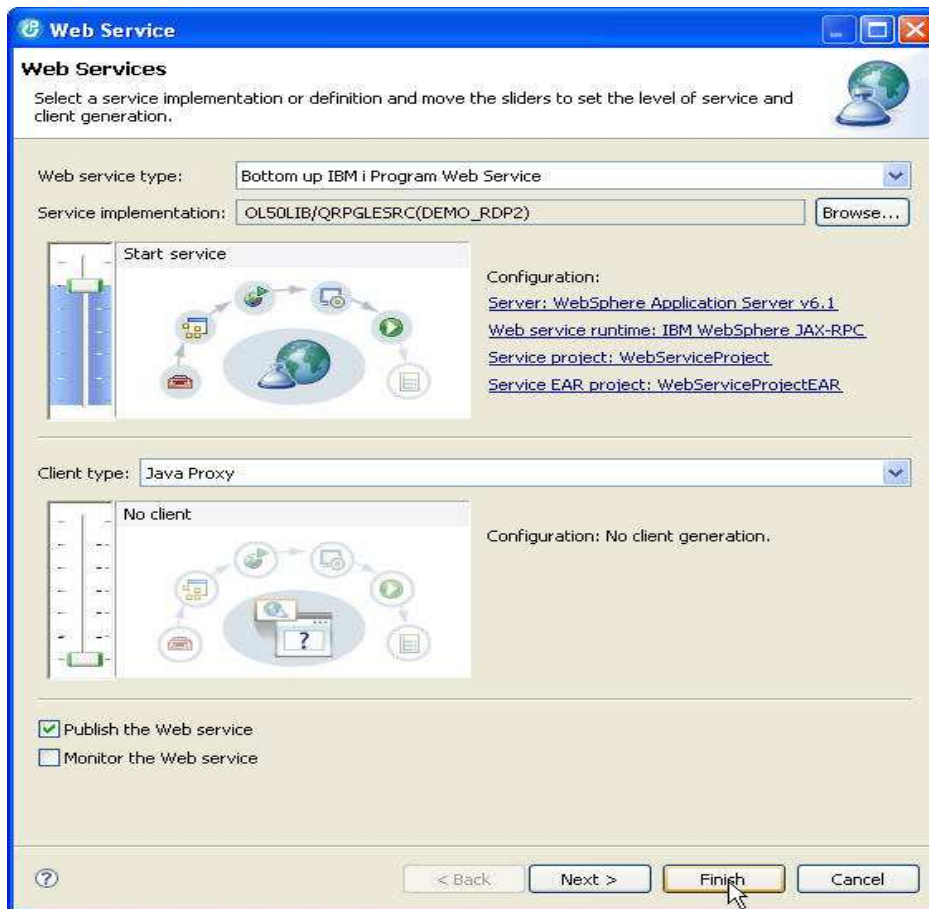 Web Service
Web Services
Select a service implementation or definition and move the sliders to set the level of service and
client generation.
Web service type: Bottom up IBM i Program Web Service
Service implementation: OL50LIB/QRPGLESRC(DEMO_RDP2) Browse...
Start service
Configuration:
Server: WebSphere Application Server v6.1
Web service runtime: IBM WebSphere JAX-RPC
Service project: WebServiceProject
Service EAR project: WebServiceProjectEAR
Client type: Java Proxy
No client
Configuration: No client generation.
Publish the Web service
Monitor the Web service
< Back Next > Finish Cancel